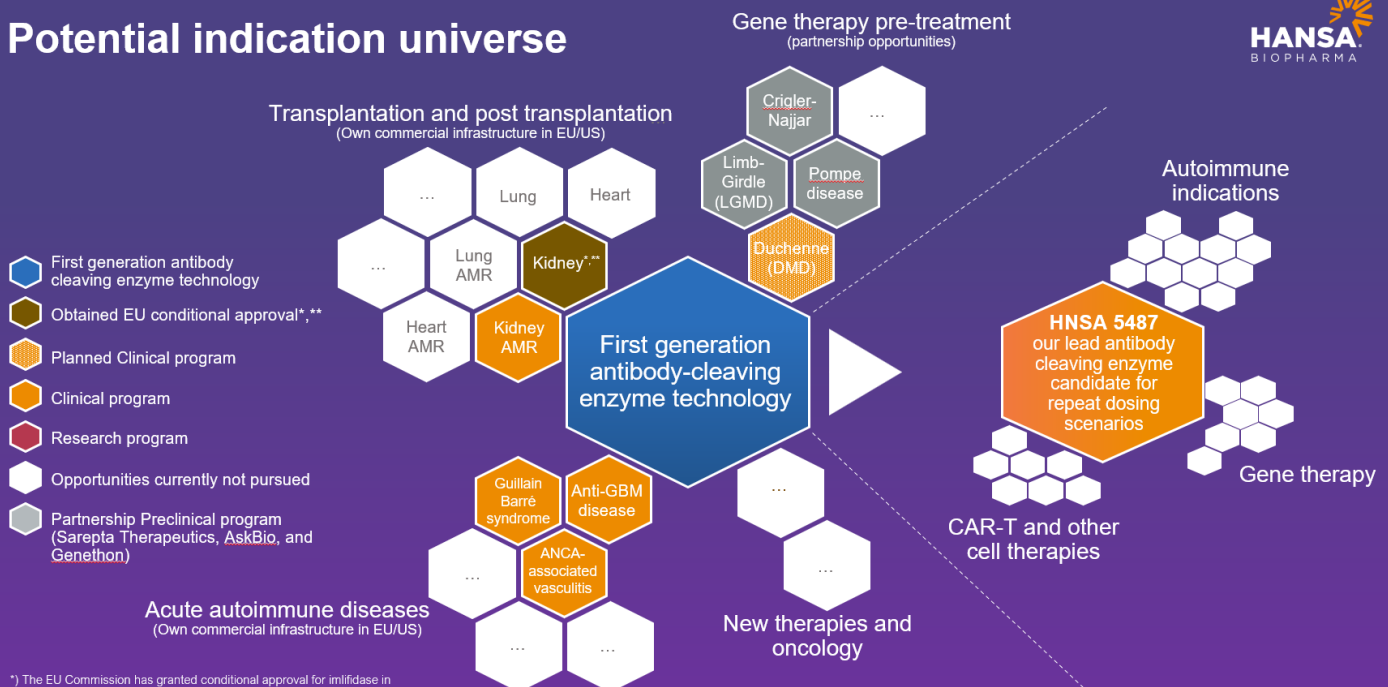 Potential indication universe
HANSA
BIOPHARMA
Gene therapy pre-treatment
(partnership opportunities)
Crigler-
Najjar
...
Limb-
Girdle
(LGMD)
Pompe
disease
Duchenne
(DMD)
Transplantation and post transplantation
(Own commercial infrastructure in EU/US)
...
Lung
Heart
...
Lung
AMR
Kidney*,**
Heart
AMR
Kidney
AMR
First generation antibody
cleaving enzyme technology
Obtained EU conditional approval*,**
Planned Clinical program
Clinical program
Research program
Opportunities currently not pursued
Partnership Preclinical program
(Sarepta Therapeutics, AskBio, and
Genethon)
First generation
antibody-cleaving
enzyme technology
Autoimmune
indications
HNSA 5487
our lead antibody
cleaving enzyme
candidate for
repeat dosing
scenarios
Gene therapy
CAR-T and other
cell therapies
Guillain
Barré
syndrome
Anti-GBM
disease
...
ANCA-
associated
vasculitis
...
...
Acute autoimmune diseases
(Own commercial infrastructure in EU/US)
...
...
New therapies and
oncology
*) The EU Commission has granted conditional approval for imlifidase in